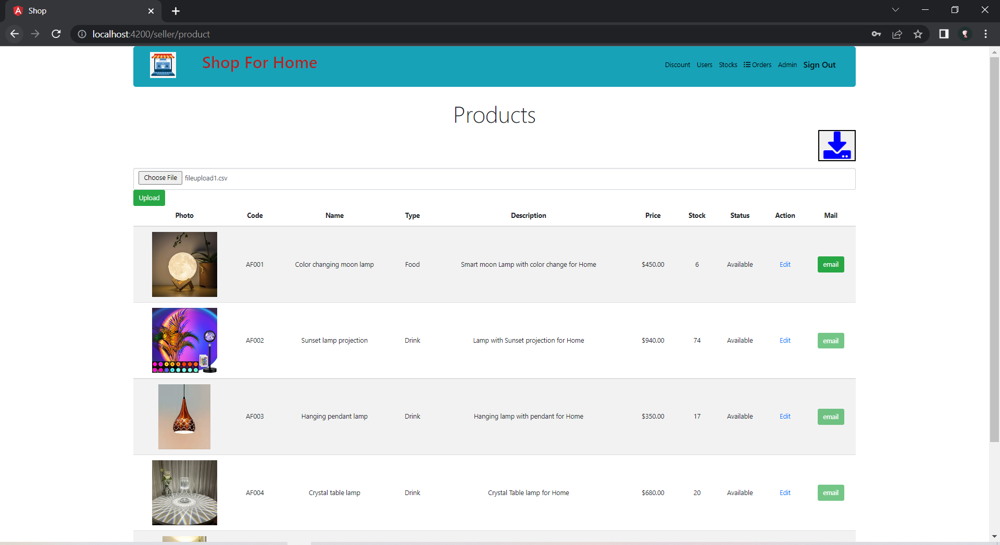 Shop
localhost:4200/seller/product
Shop For Home
Discount Users Stocks Orders Admin Sign Out
Products
Choose File fileupload1.csv
Upload
Photo Code Name Type Description Price Stock Status Action Mail
AF001 Color changing moon lamp Food Smart moon Lamp with color change for Home $450.00 6 Available Edit email
AF002 Sunset lamp projection Drink Lamp with Sunset projection for Home $940.00 74 Available Edit email
AF003 Hanging pendant lamp Drink Hanging lamp with pendant for Home $350.00 17 Available Edit email
AF004 Crystal table lamp Drink Crystal Table lamp for Home $680.00 20 Available Edit email